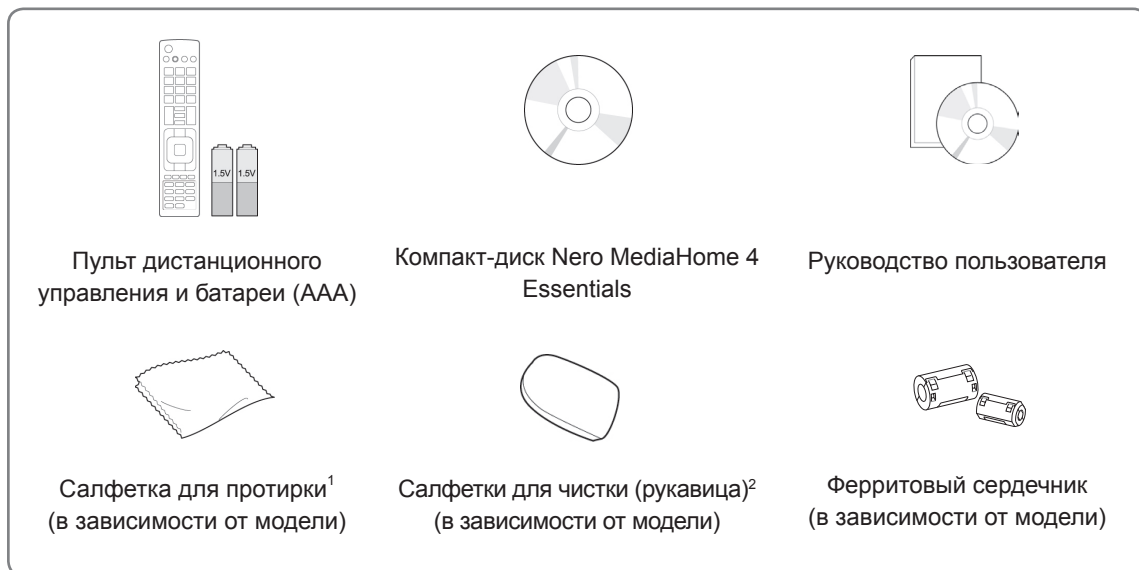 1.5V 1.5V
Пульт дистанционного
управления и батареи (AAA)
Компакт-диск Nero MediaHome 4
Essentials
Руководство пользователя
Салфетка для протирки1
(в зависимости от модели)
Салфетки для чистки (рукавица)2
(в зависимости от модели)
Ферритовый сердечник
(в зависимости от модели)